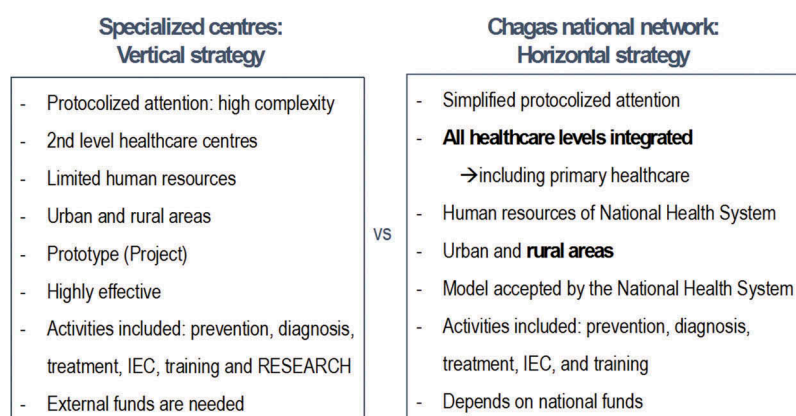 Specialized centres:
Vertical strategy
- Protocolized attention: high complexity
- 2nd level healthcare centres
- Limited human resources
- Urban and rural areas
- Prototype (Project)
- Highly effective
- Activities included: prevention, diagnosis,
treatment, IEC, training and RESEARCH
- External funds are needed
vs
Chagas national network:
Horizontal strategy
- Simplified protocolized attention
- All healthcare levels integrated
→including primary healthcare
- Human resources of National Health System
- Urban and rural areas
- Model accepted by the National Health System
- Activities included: prevention, diagnosis,
treatment, IEC, and training
- Depends on national funds